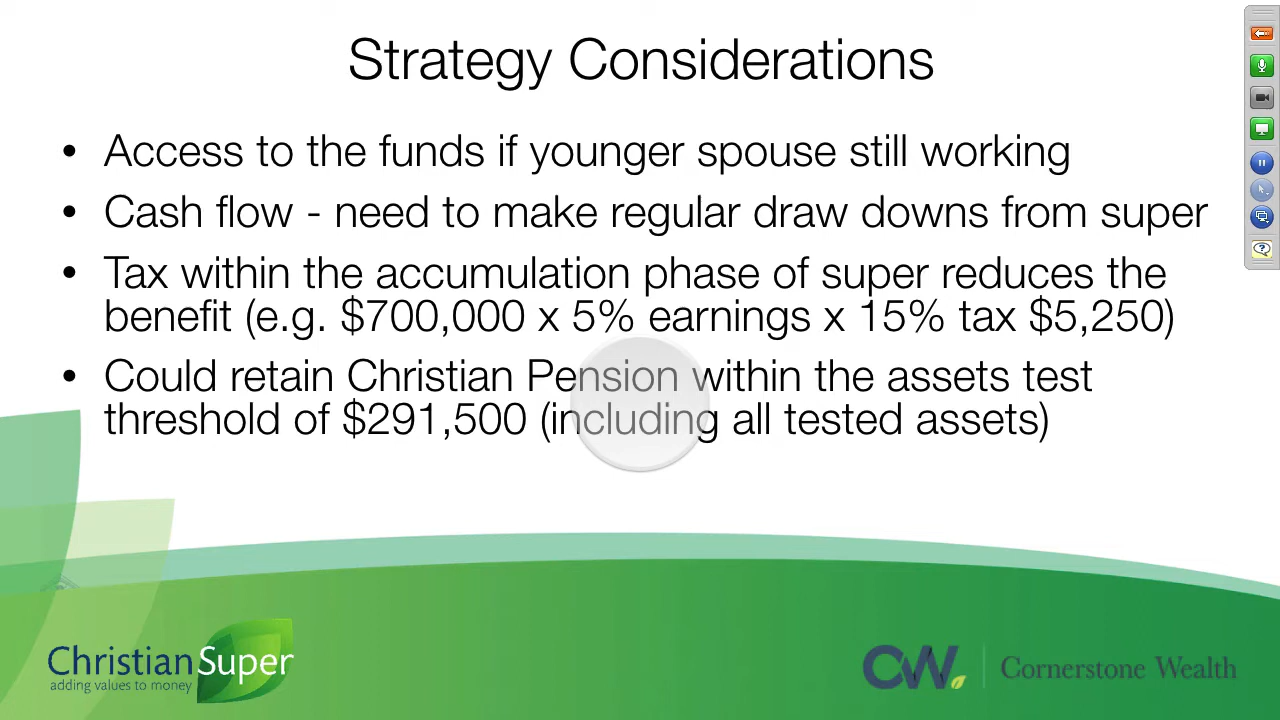 Strategy Considerations
• Access to the funds if younger spouse still working
• Cash flow - need to make regular draw downs from super
• Tax within the accumulation phase of super reduces the
benefit (e.g. $700,000 x 5% earnings x 15% tax $5,250)
• Could retain Christian Pension within the assets test
threshold of $291,500 (including all tested assets)
Christian Super
adding values to money
CW. Cornerstone Wealth